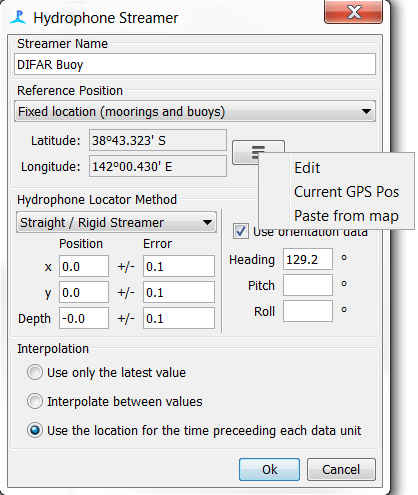 Hydrophone Streamer
Streamer Name
DIFAR Buoy
Reference Position
Fixed location (moorings and buoys)
Latitude: 38°43.323' S
Longitude: 142°00.430' E
Edit
Current GPS Pos
Paste from map
Hydrophone Locator Method
Straight / Rigid Streamer
Use orientation data
Position Error
Heading 129.2 °
x 0.0 +/- 0.1
Pitch °
y 0.0 +/- 0.1
Roll °
Depth -0.0 +/- 0.1
Interpolation
Use only the latest value
Interpolate between values
Use the location for the time preceeding each data unit
Ok Cancel